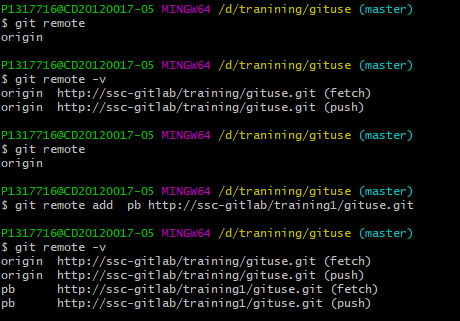 P1317716@CD20120017-05 MINGW64 /d/tranining/gituse (master)
$ git remote
origin
P1317716@CD20120017-05 MINGW64 /d/tranining/gituse (master)
$ git remote -v
origin  http://ssc-gitlab/training/gituse.git (fetch)
origin  http://ssc-gitlab/training/gituse.git (push)
P1317716@CD20120017-05 MINGW64 /d/tranining/gituse (master)
$ git remote
origin
P1317716@CD20120017-05 MINGW64 /d/tranining/gituse (master)
$ git remote add  pb http://ssc-gitlab/training1/gituse.git
P1317716@CD20120017-05 MINGW64 /d/tranining/gituse (master)
$ git remote -v
origin  http://ssc-gitlab/training/gituse.git (fetch)
origin  http://ssc-gitlab/training/gituse.git (push)
pb      http://ssc-gitlab/training1/gituse.git (fetch)
pb      http://ssc-gitlab/training1/gituse.git (push)